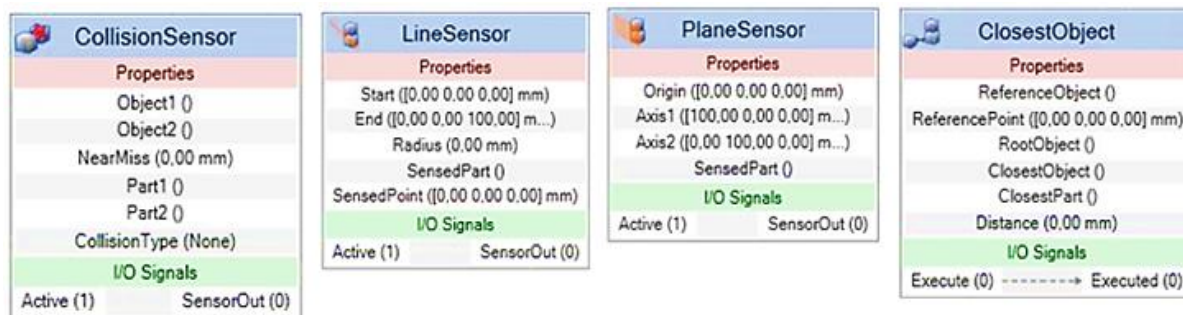 CollisionSensor
Properties
Object1 ()
Object2 ()
NearMiss (0,00 mm)
Part1 ()
Part2 ()
CollisionType (None)
I/O Signals
Active (1) SensorOut (0)
LineSensor
Properties
Start ([0,00 0.00 0,00] mm)
End ([0,00 0,00 100,00] m...)
Radius (0,00 mm)
SensedPart ()
SensedPoint ([0,00 0.00 0,00] mm)
I/O Signals
Active (1) SensorOut (0)
PlaneSensor
Properties
Origin ([0,00 0.00 0,00] mm)
Axis1 ([100,00 0,00 0,00] m...)
Axis2 ([0,00 100,00 0,00] m...)
SensedPart ()
I/O Signals
Active (1) SensorOut (0)
ClosestObject
Properties
ReferenceObject ()
ReferencePoint ([0,00 0,00 0,00] mm)
RootObject ()
ClosestObject ()
ClosestPart ()
Distance (0,00 mm)
I/O Signals
Execute (0) Executed (0)